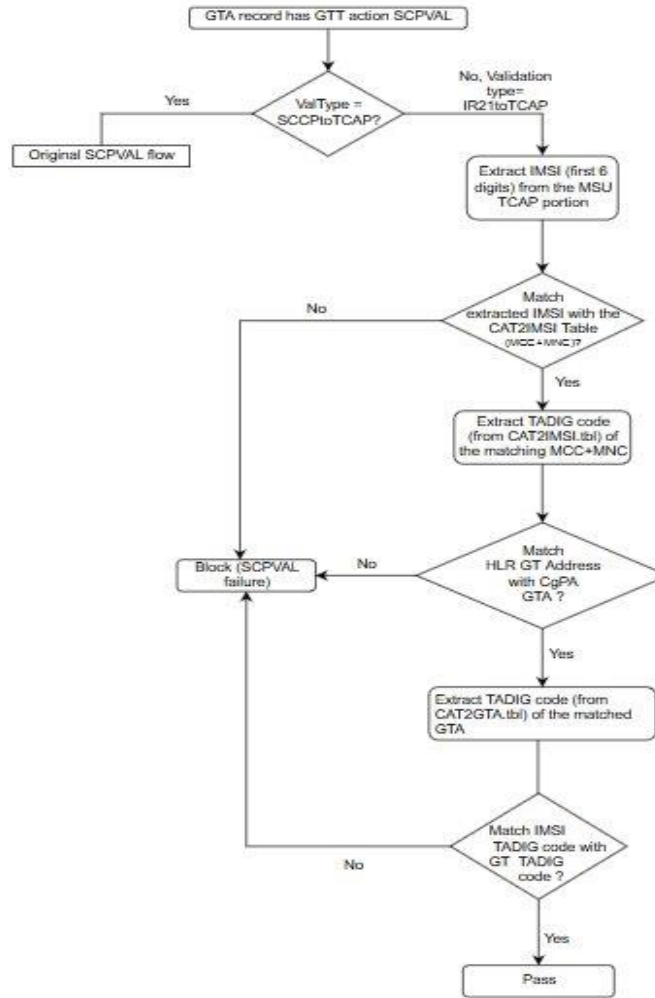 GTA record has GTT action SCPVAL
Yes
ValType =
SCCPtoTCAP?
No, Validation
type=
IR21toTCAP
Original SCPVAL flow
Extract IMSI (first 6
digits) from the MSU
TCAP portion
No
Match
extracted IMSI with the
CAT2IMSI Table
(MCC+MNC)?
Yes
Extract TADIG code
(from CAT2IMSI.tbl) of
the matching MCC+MNC
Block (SCPVAL
failure)
No
Match
HLR GT Address
with CgPA
GTA ?
Yes
Extract TADIG code (from
CAT2GTA.tbl) of the matched
GTA
No
Match IMSI
TADIG code with
GT TADIG
code ?
Yes
Pass